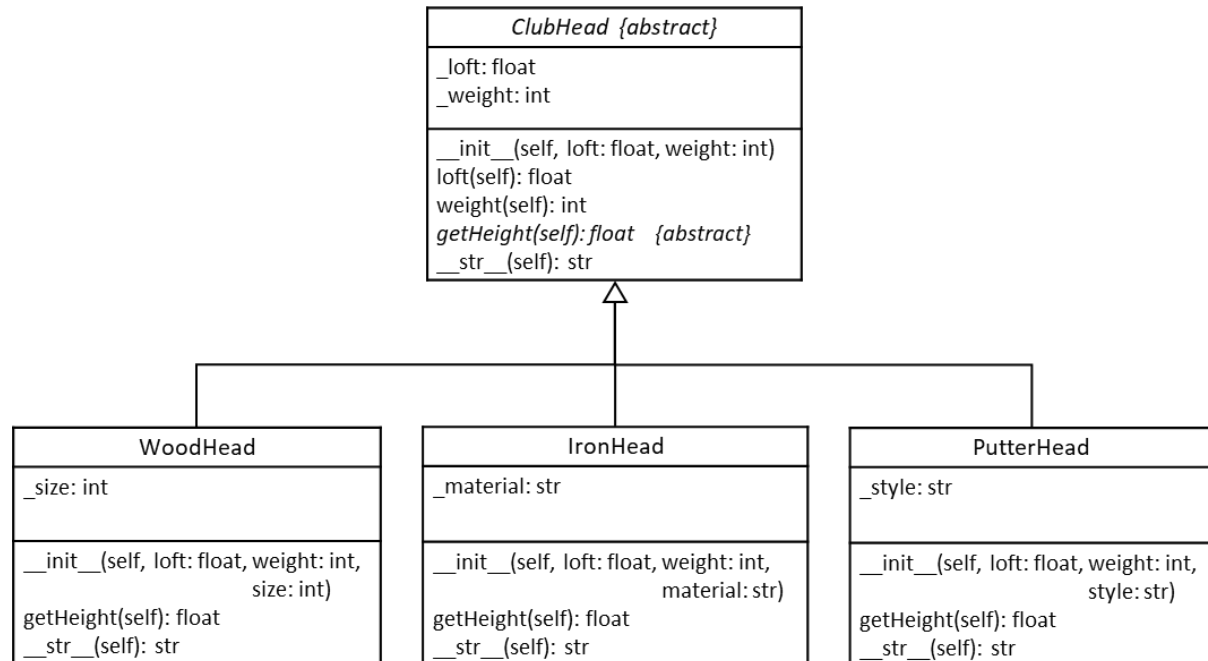 ClubHead {abstract}
_loft: float
_weight: int
__init__(self, loft: float, weight: int)
loft(self): float
weight(self): int
getHeight(self): float {abstract}
__str__(self): str
WoodHead
_size: int
__init__(self, loft: float, weight: int,
size: int)
getHeight(self): float
__str__(self): str
IronHead
_material: str
__init__(self, loft: float, weight: int,
material: str)
getHeight(self): float
__str__(self): str
PutterHead
_style: str
__init__(self, loft: float, weight: int,
style: str)
getHeight(self): float
__str__(self): str